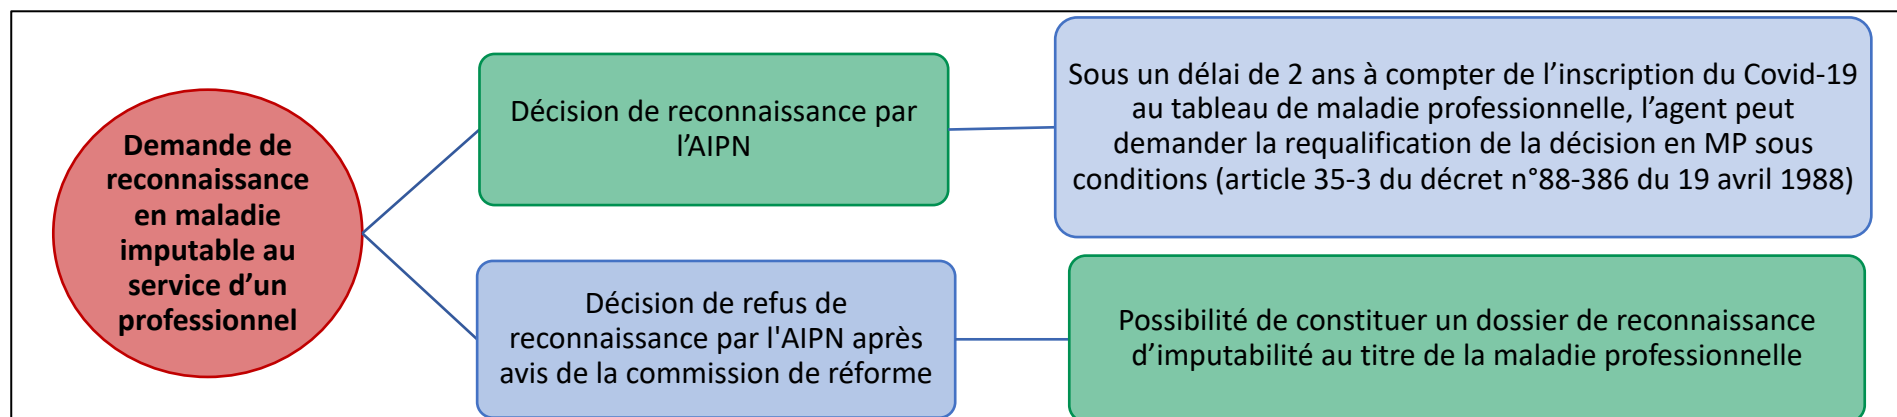 Demande de
reconnaissance
en maladie
imputable au
service d’un
professionnel
Décision de reconnaissance par
l’AIPN
Sous un délai de 2 ans à compter de l’inscription du Covid-19
au tableau de maladie professionnelle, l’agent peut
demander la requalification de la décision en MP sous
conditions (article 35-3 du décret n°88-386 du 19 avril 1988)
Décision de refus de
reconnaissance par l'AIPN après
avis de la commission de réforme
Possibilité de constituer un dossier de reconnaissance
d’imputabilité au titre de la maladie professionnelle